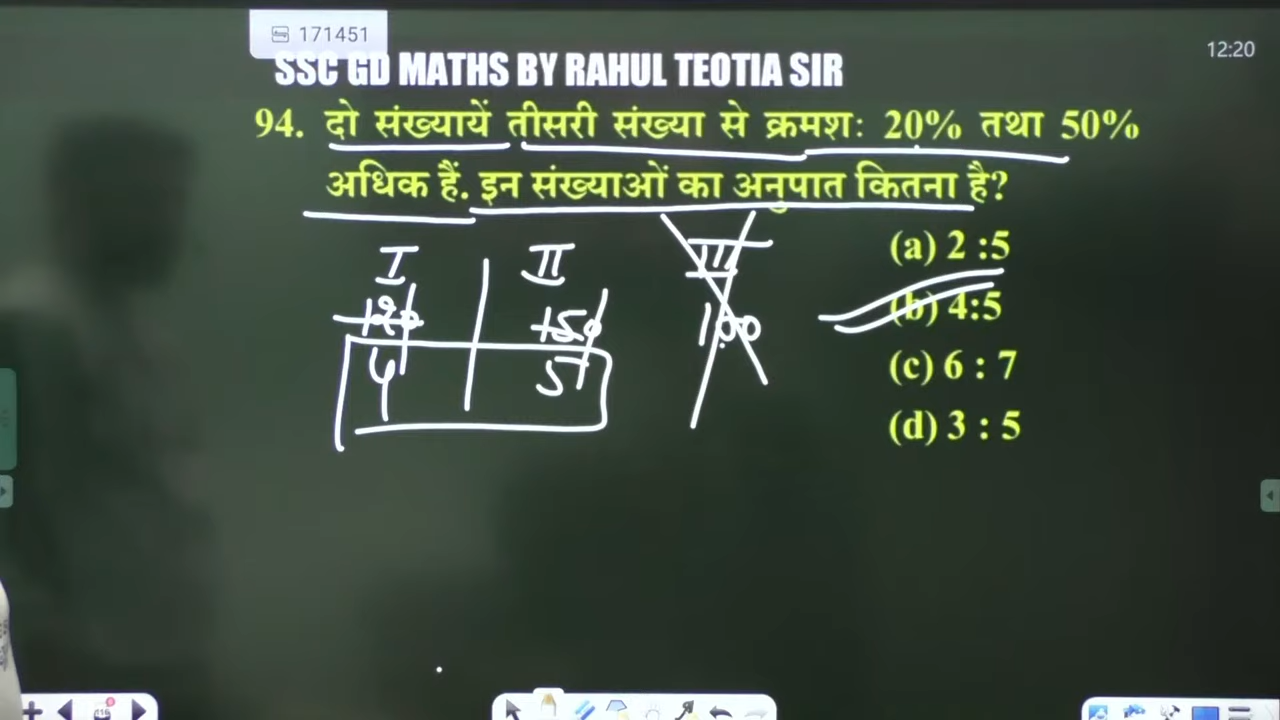 171451
12:20
SSC GD MATHS BY RAHUL TEOTIA SIR
94. दो संख्यायें तीसरी संख्या से क्रमशः 20% तथा 50%
अधिक हैं. इन संख्याओं का अनुपात कितना है?
(a) 2 :5
(b) 4:5
(c) 6 : 7
(d) 3 : 5
I II III
120 150 100
4 5